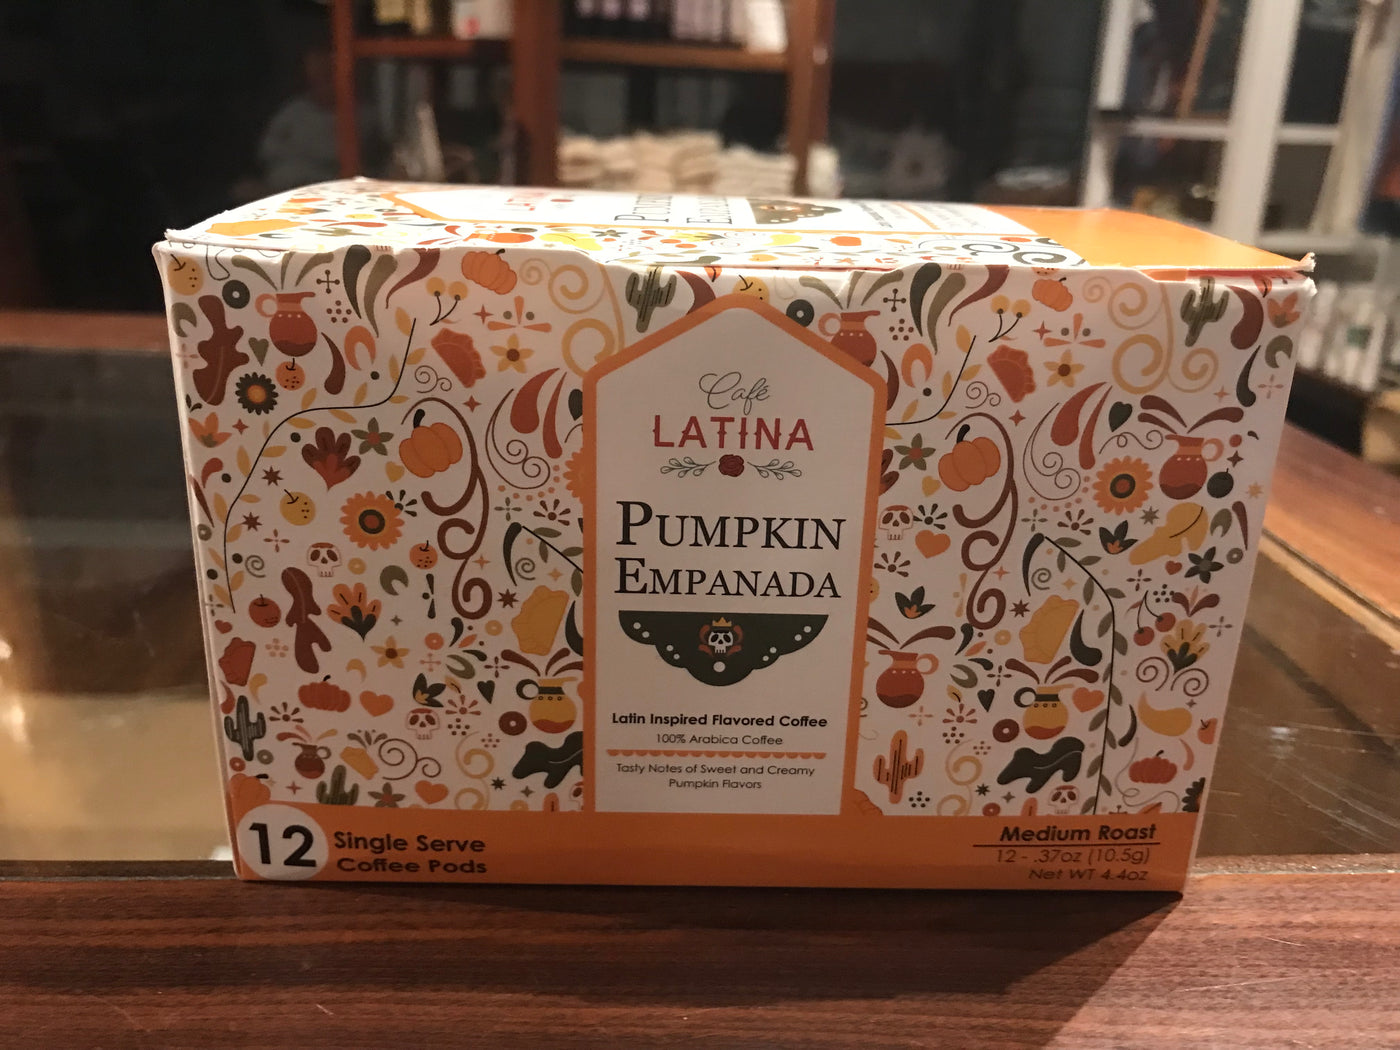 PUMPKIN
Café
LATINA
PUMPKIN
EMPANADA
Latin Inspired Flavored Coffee
100% Arabica Coffee
Tasty Notes of Sweet and Creamy
Pumpkin Flavors
12 Single Serve
Coffee Pods
Medium Roast
12 - .37oz (10.5g)
Net WT 4.4oz